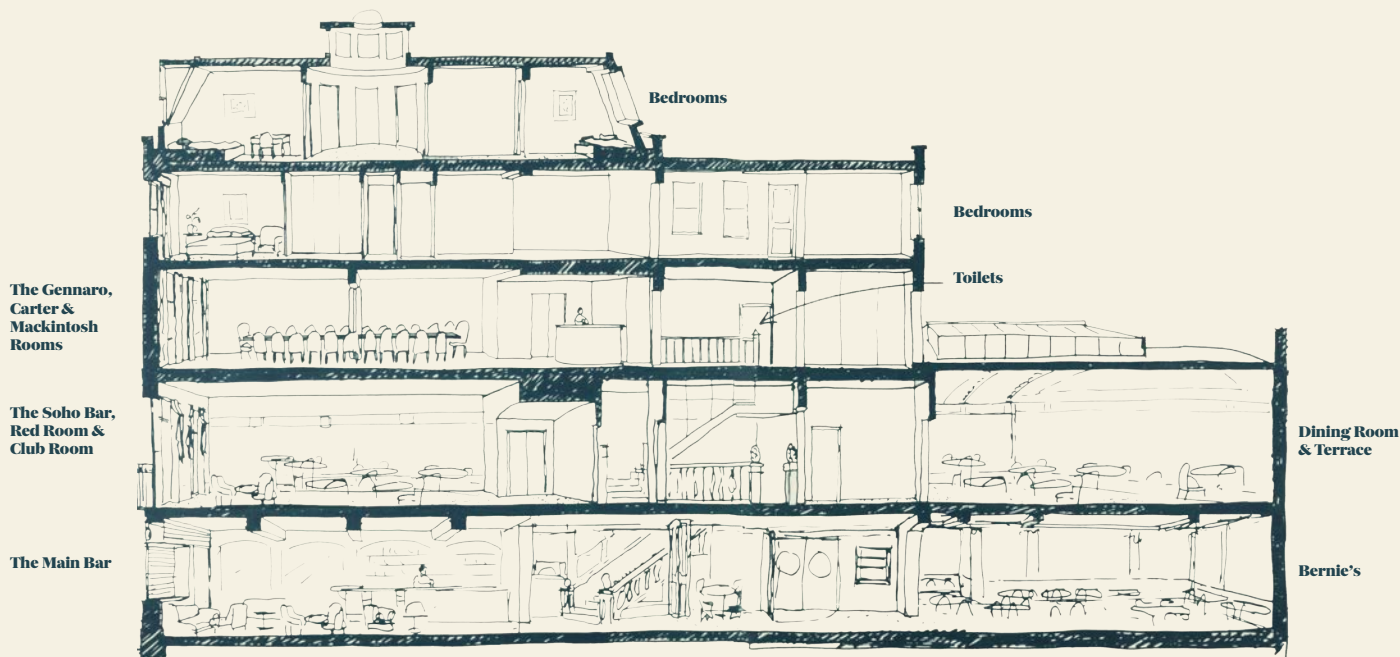 Bedrooms
Bedrooms
Toilets
The Gennaro,
Carter &
Mackintosh
Rooms
The Soho Bar,
Red Room &
Club Room
Dining Room
& Terrace
The Main Bar
Bernie’s